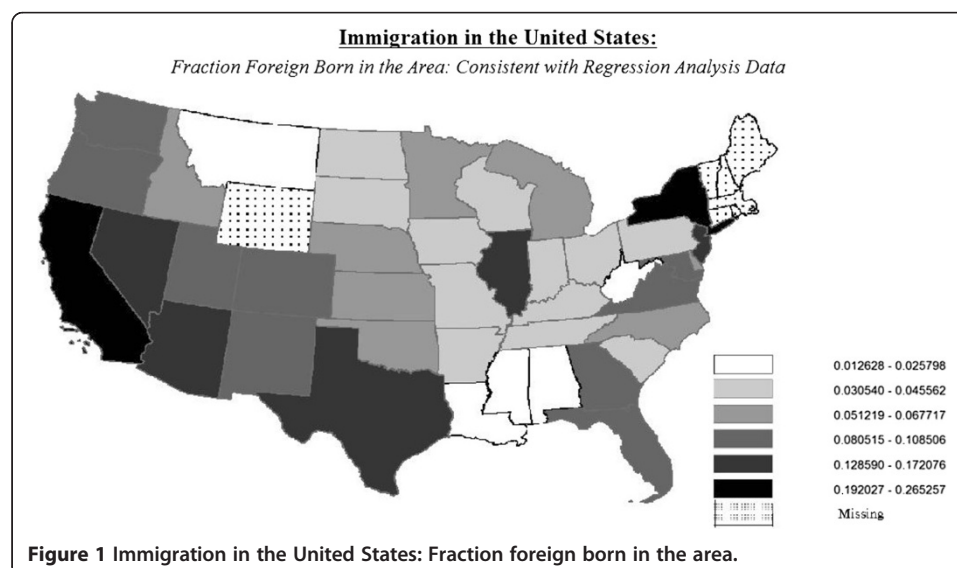 Immigration in the United States:
Fraction Foreign Born in the Area: Consistent with Regression Analysis Data
0.012628 - 0.025798
0.030540 - 0.045562
0.051219 - 0.067717
0.080515 - 0.108506
0.128590 - 0.172076
0.192027 - 0.265257
Missing
Figure 1 Immigration in the United States: Fraction foreign born in the area.